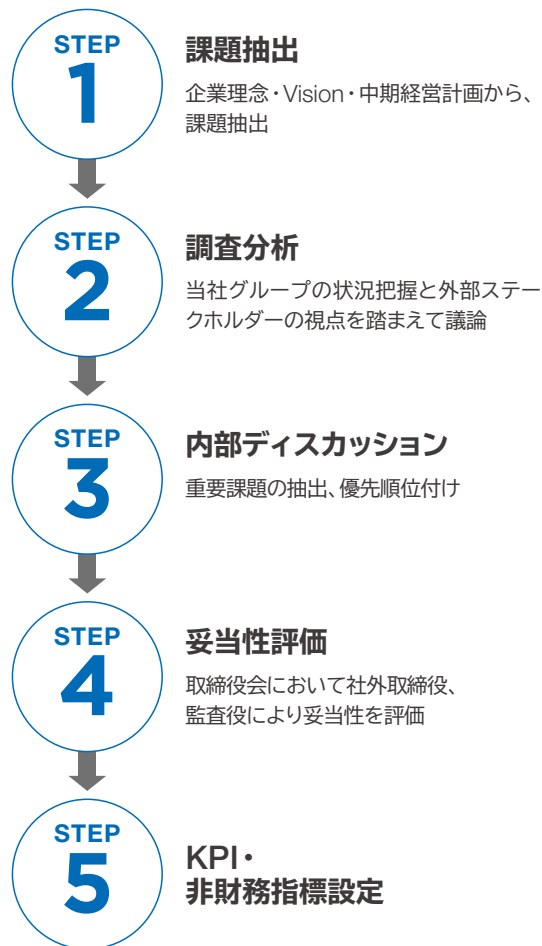 STEP
1
課題抽出
企業理念・Vision・中期経営計画から、
課題抽出
STEP
2
調査分析
当社グループの状況把握と外部ステー
クホルダーの視点を踏まえて議論
STEP
3
内部ディスカッション
重要課題の抽出、優先順位付け
STEP
4
妥当性評価
取締役会において社外取締役、
監査役により妥当性を評価
STEP
5
KPI・
非財務指標設定